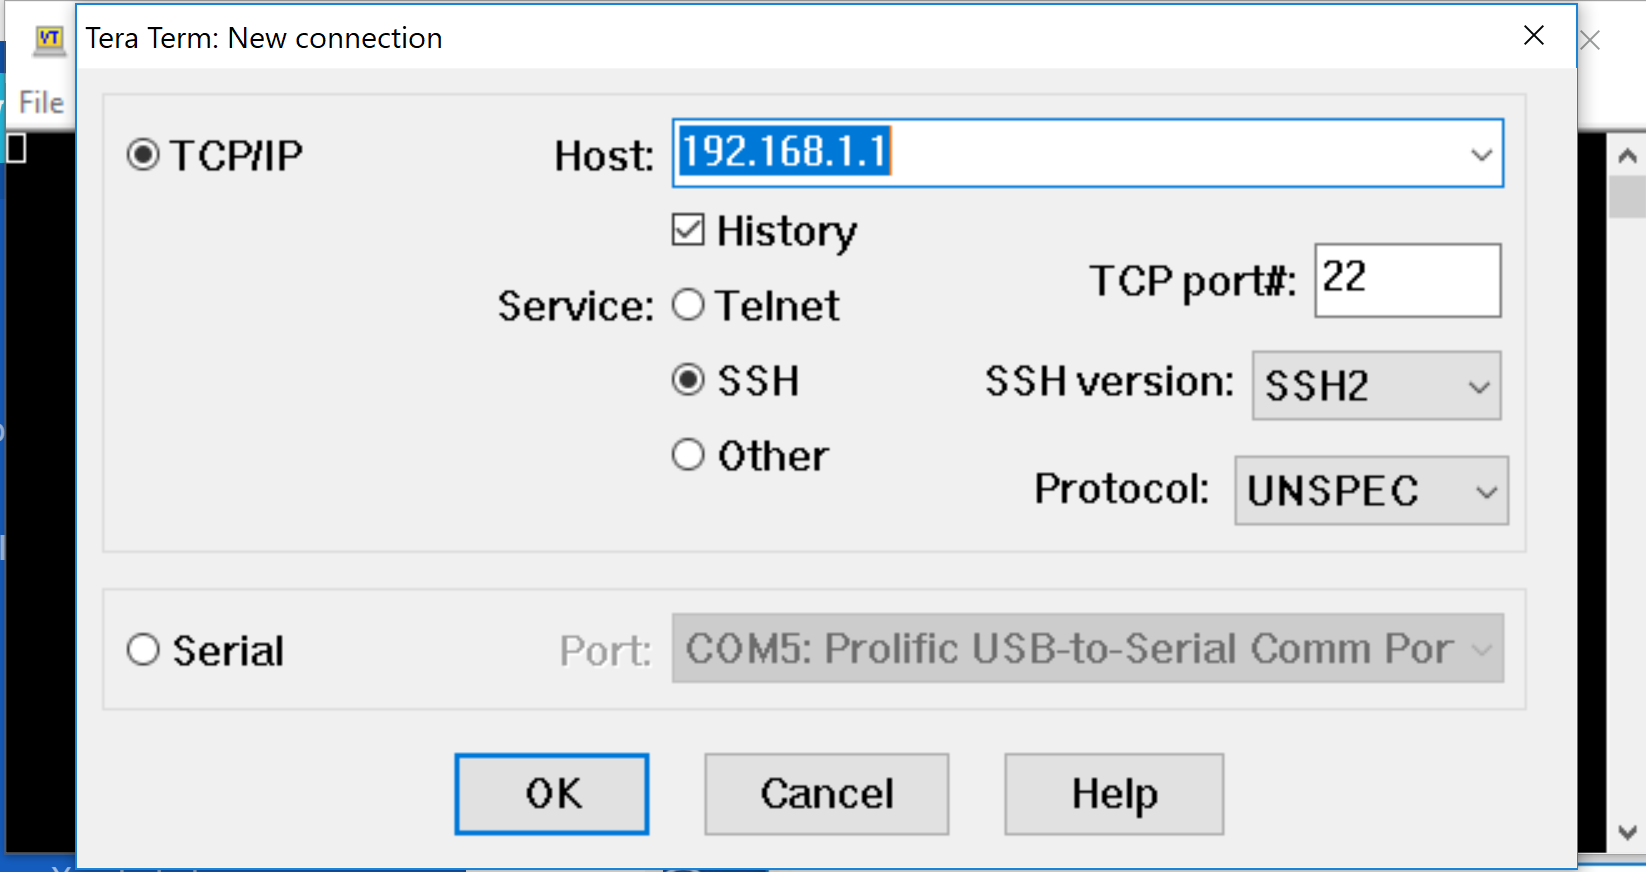 VT
Tera Term: New connection
File
TCP/IP
Host: 192.168.1.1
History
TCP port#: 22
Service: Telnet
SSH
SSH version: SSH2
Other
Protocol: UNSPEC
Serial
Port: COM5: Prolific USB-to-Serial Comm Por
OK
Cancel
Help